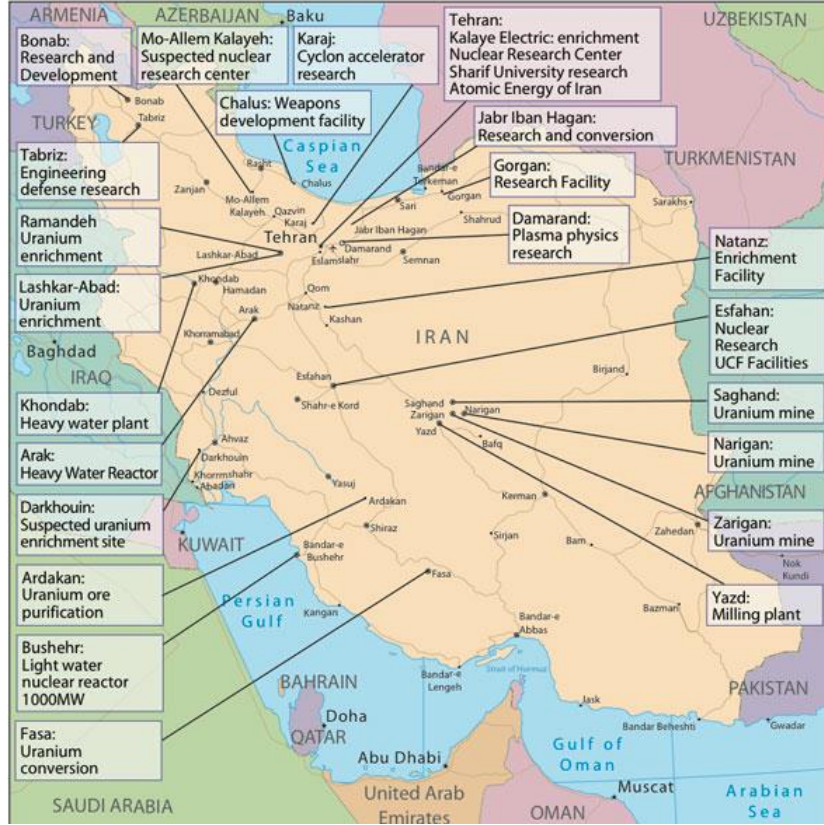 ARMENIA
AZERBAIJAN
Baku
UZBEKISTAN
Bonab:
Research and
Development
Mo-Allem Kalayeh:
Suspected nuclear
research center
Karaj:
Cyclon accelerator
research
Tehran:
Kalaye Electric: enrichment
Nuclear Research Center
Sharif University research
Atomic Energy of Iran
Chalus: Weapons
development facility
Jabr Iban Hagan:
Research and conversion
TURKEY
Bonab
Tabriz
Caspian
Sea
TURKMENISTAN
Tabriz:
Engineering
defense research
Gorgan:
Research Facility
Rasht
Chalus
Bandar-e
Turkeman
Gorgan
Zanjan
Mo-Allem
Kalayeh
Sari
Sarakhs
Qazvin
Karaj
Shahrud
Ramandeh
Uranium
enrichment
Damarand:
Plasma physics
research
Jabr Iban Hagan
Tehran
Damarand
Eslamslahr
Semnan
Lashkar-Abad
Natanz:
Enrichment
Facility
Lashkar-Abad:
Uranium
enrichment
Khondab
Hamadan
Qom
Natanz
Kashan
Arak
Khorramabad
IRAN
Esfahan:
Nuclear
Research
UCF Facilities
Baghdad
IRAQ
Esfahan
Birjand
Dezful
Shahr-e Kord
Saghand
Zarigan
Narigan
Yazd
Bafq
Saghand:
Uranium mine
Khondab:
Heavy water plant
Narigan:
Uranium mine
Arak:
Heavy Water Reactor
Ahvaz
Darkhouin
Khorrmshahr
Abadan
Yasuj
Ardakan
Kerman
AFGHANISTAN
Darkhouin:
Suspected uranium
enrichment site
KUWAIT
Shiraz
Sirjan
Bam
Zahedan
Zarigan:
Uranium mine
Bandar-e
Bushehr
Nok
Kundi
Ardakan:
Uranium ore
purification
Fasa
Persian
Gulf
Kangan
Bazman
Yazd:
Milling plant
Bandar-e
Abbas
Bushehr:
Light water
nuclear reactor
1000MW
Strait of Hormuz
BAHRAIN
Bandar-e
Lengeh
PAKISTAN
Jask
Doha
QATAR
Bandar Beheshti
Gwadar
Fasa:
Uranium
conversion
Abu Dhabi
Gulf of
Oman
Muscat
SAUDI ARABIA
United Arab
Emirates
OMAN
Arabian
Sea